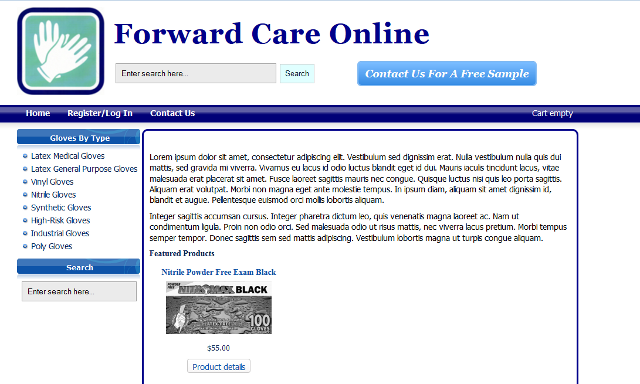 Forward Care Online
Enter search here...
Search
Contact Us For A Free Sample
Home
Register/Log In
Contact Us
Cart empty
Gloves By Type
Latex Medical Gloves
Latex General Purpose Gloves
Vinyl Gloves
Nitrile Gloves
Synthetic Gloves
High-Risk Gloves
Industrial Gloves
Poly Gloves
Search
Enter search here...
Lorem ipsum dolor sit amet, consectetur adipiscing elit. Vestibulum sed dignissim erat. Nulla vestibulum nulla quis dui
mattis, sed gravida mi viverra. Vivamus eu lacus id odio luctus blandit eget id dui. Mauris iaculis tincidunt lacus, vitae
malesuada erat placerat sit amet. Fusce laoreet sagittis mauris nec congue. Quisque luctus nisi quis leo porta sagittis.
Aliquam erat volutpat. Morbi non magna eget ante molestie tempus. In ipsum diam, aliquam sit amet dignissim id,
blandit et augue. Pellentesque euismod orci mollis lobortis aliquam.
Integer sagittis accumsan cursus. Integer pharetra dictum leo, quis venenatis magna laoreet ac. Nam ut
condimentum ligula. Proin non odio orci. Sed malesuada odio ut risus mattis, nec viverra lacus pretium. Morbi tempus
semper tempor. Donec sagittis sem sed mattis adipiscing. Vestibulum lobortis magna ut turpis congue aliquam.
Featured Products
Nitrile Powder Free Exam Black
BLACK
100
GLOVES
$55.00
Product details